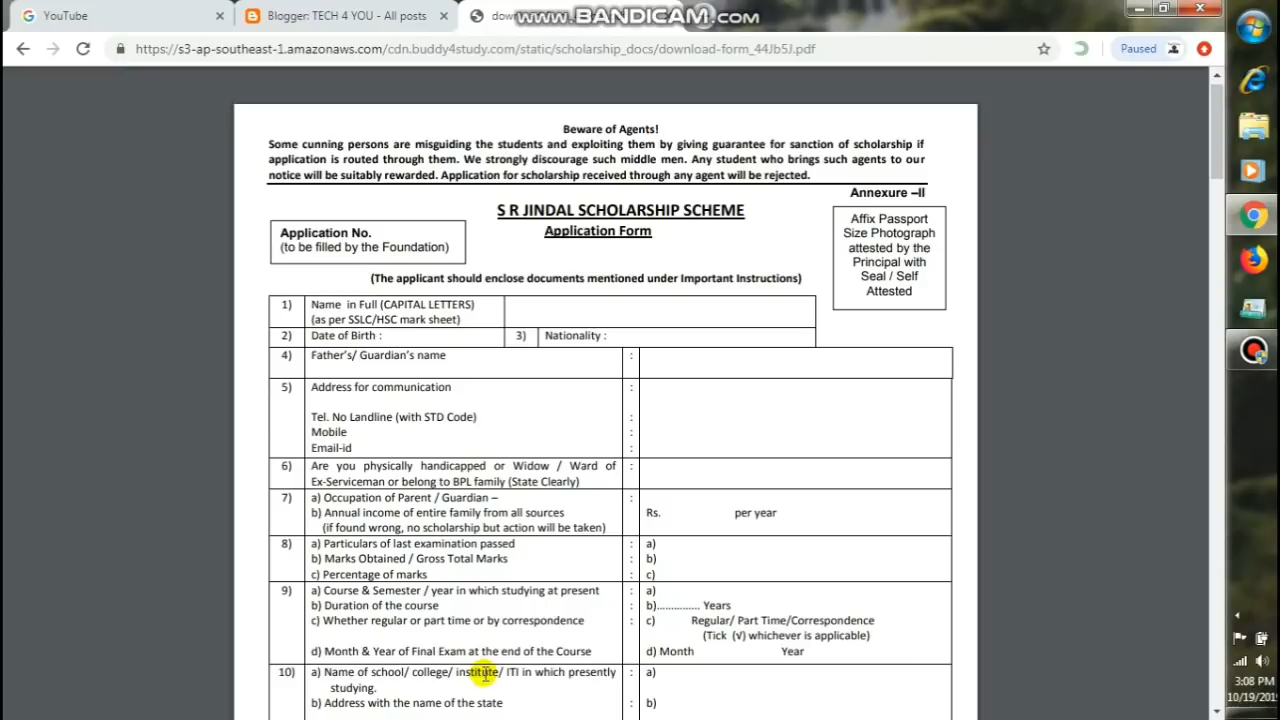 YouTube
Blogger: TECH 4 YOU - All posts
www.BANDICAM.com
https://s3-ap-southeast-1.amazonaws.com/cdn.buddy4study.com/static/scholarship_docs/download-form_44Jb5J.pdf
Paused
Beware of Agents!
Some cunning persons are misguiding the students and exploiting them by giving guarantee for sanction of scholarship if
application is routed through them. We strongly discourage such middle men. Any student who brings such agents to our
notice will be suitably rewarded. Application for scholarship received through any agent will be rejected.
Annexure –II
S R JINDAL SCHOLARSHIP SCHEME
Application Form
Application No.
(to be filled by the Foundation)
Affix Passport
Size Photograph
attested by the
Principal with
Seal / Self
Attested
(The applicant should enclose documents mentioned under Important Instructions)
1) Name in Full (CAPITAL LETTERS)
(as per SSLC/HSC mark sheet)
2) Date of Birth : 3) Nationality :
4) Father's/ Guardian's name :
5) Address for communication :
Tel. No Landline (with STD Code) :
Mobile :
Email-id :
6) Are you physically handicapped or Widow / Ward of :
Ex-Serviceman or belong to BPL family (State Clearly)
7) a) Occupation of Parent / Guardian – :
b) Annual income of entire family from all sources Rs. per year
(if found wrong, no scholarship but action will be taken)
8) a) Particulars of last examination passed : a)
b) Marks Obtained / Gross Total Marks : b)
c) Percentage of marks : c)
9) a) Course & Semester / year in which studying at present : a)
b) Duration of the course : b)............... Years
c) Whether regular or part time or by correspondence : c) Regular/ Part Time/Correspondence
(Tick (√) whichever is applicable)
d) Month & Year of Final Exam at the end of the Course d) Month Year
10) a) Name of school/ college/ institute/ ITI in which presently : a)
studying.
b) Address with the name of the state : b)
3:08 PM